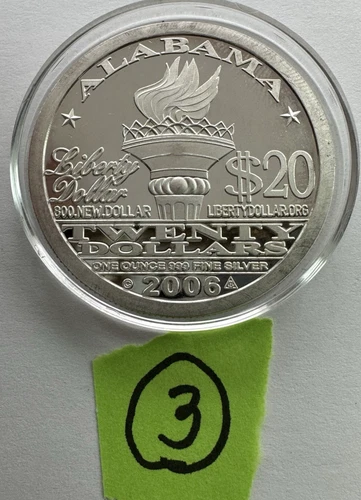 ALABAMA
Liberty
Dollar
$20
800.NEW.DOLLAR
LIBERTYDOLLAR.ORG
TWENTY
DOLLARS
ONE OUNCE 999 FINE SILVER
© 2006
3